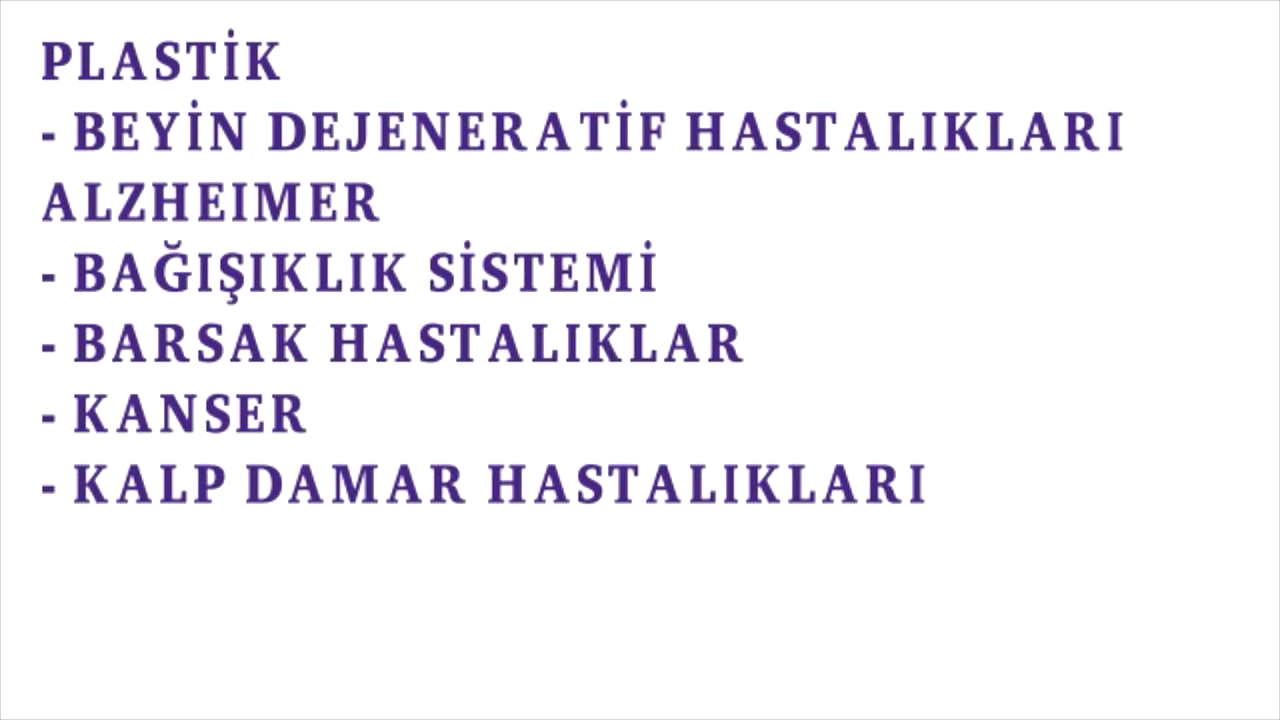 PLASTİK
- BEYİN DEJENERATİF HASTALIKLARI
ALZHEIMER
- BAĞIŞIKLIK SİSTEMİ
- BARSAK HASTALIKLAR
- KANSER
- KALP DAMAR HASTALIKLARI